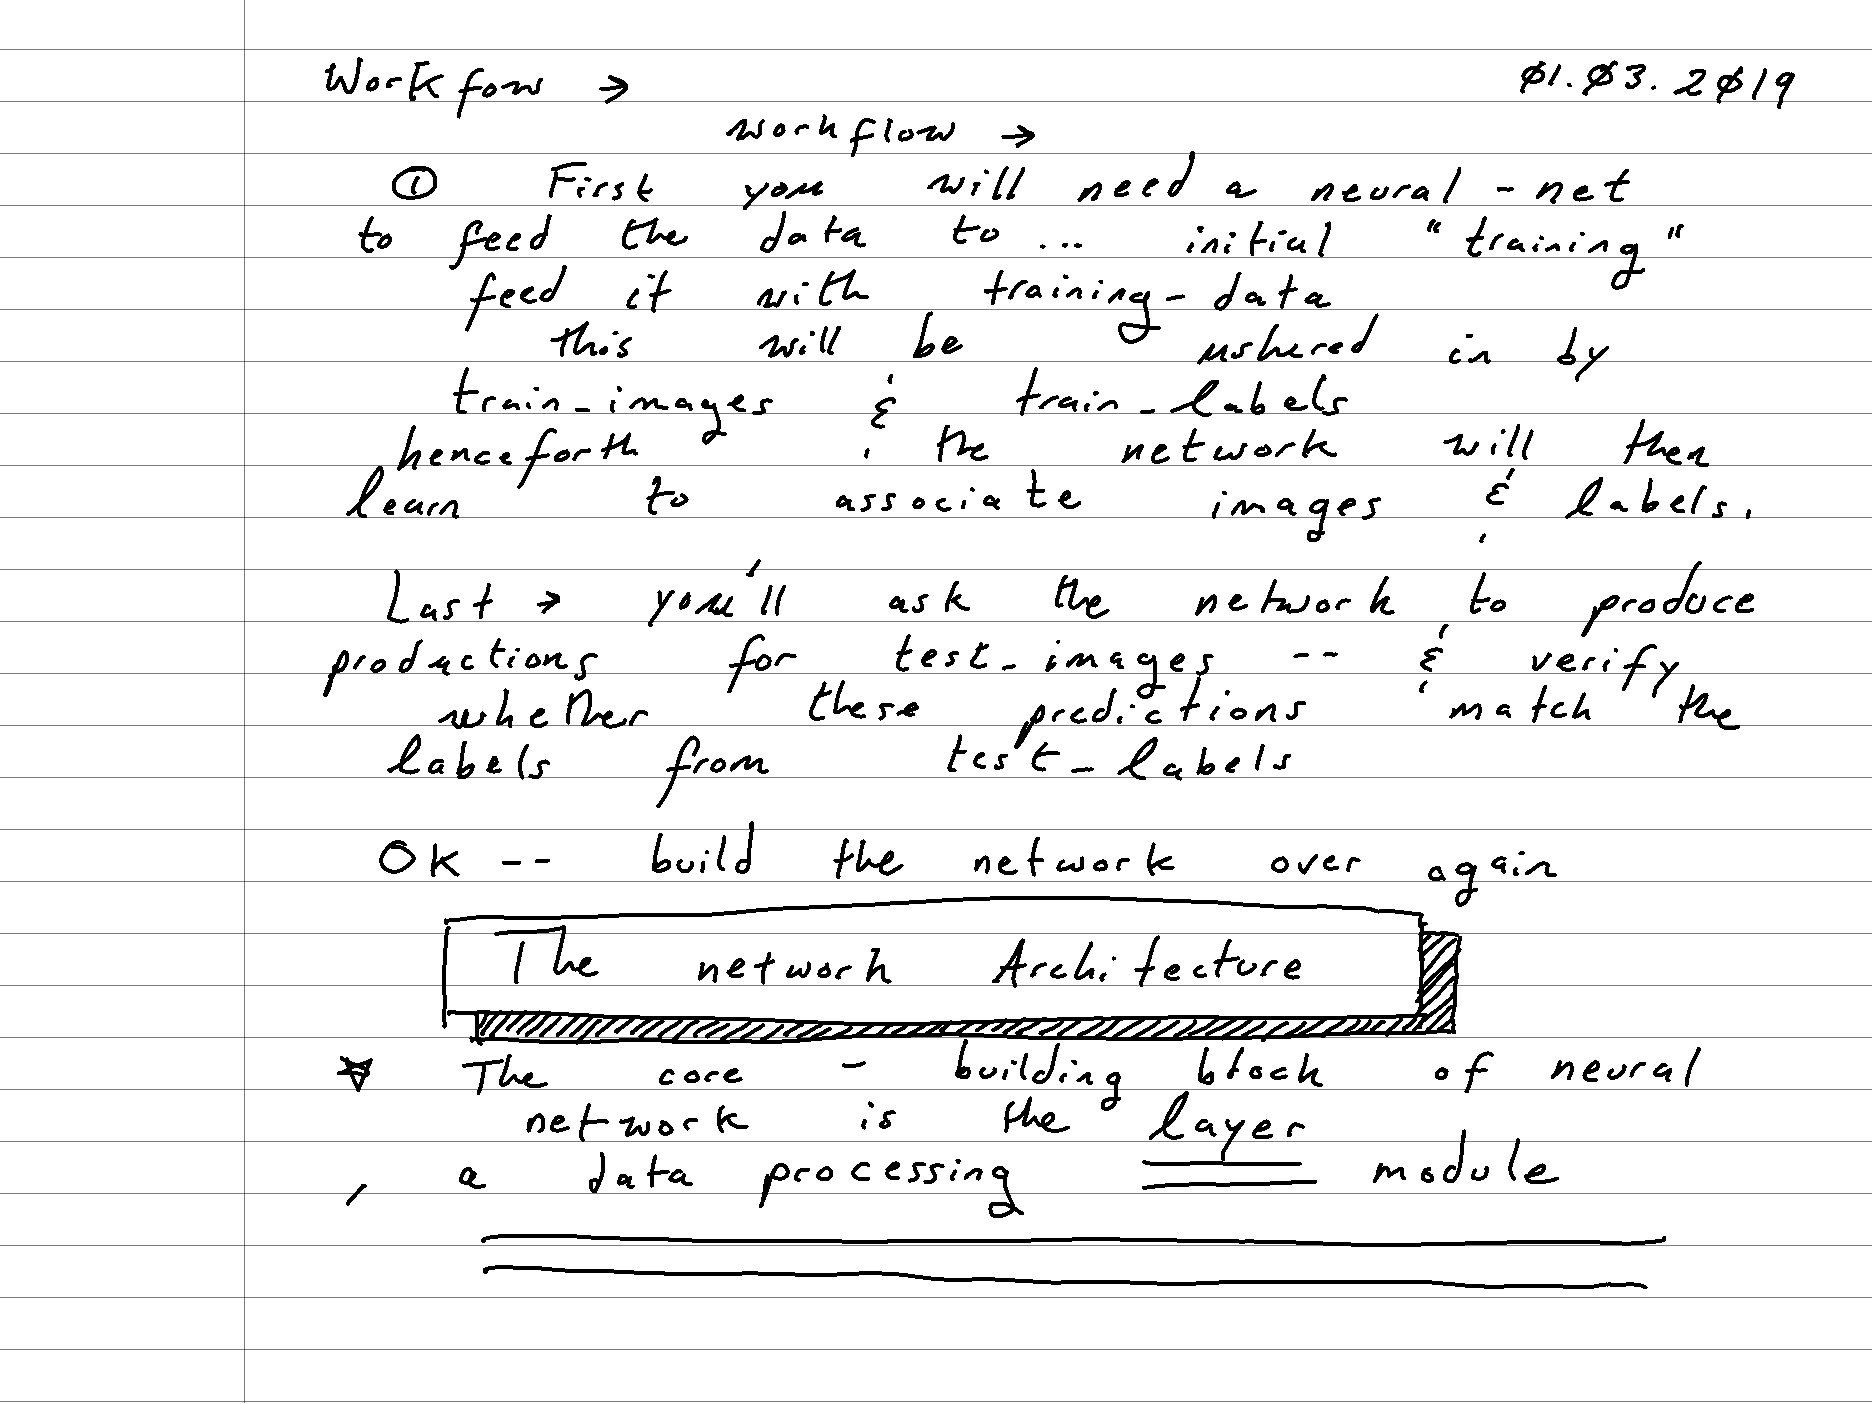 Workfow → 01.03.2019
workflow →
① First you will need a neural-net
to feed the data to ... initial "training"
feed it with training-data
this will be ushered in by
train_images & train_labels
henceforth, the network will then
learn to associate images & labels.
Last → you'll ask the network to produce
productions for test_images -- & verify
whether these predictions match the
labels from test_labels
OK -- build the network over again
The network Architecture
☆ The core - building block of neural
network is the layer
, a data processing module